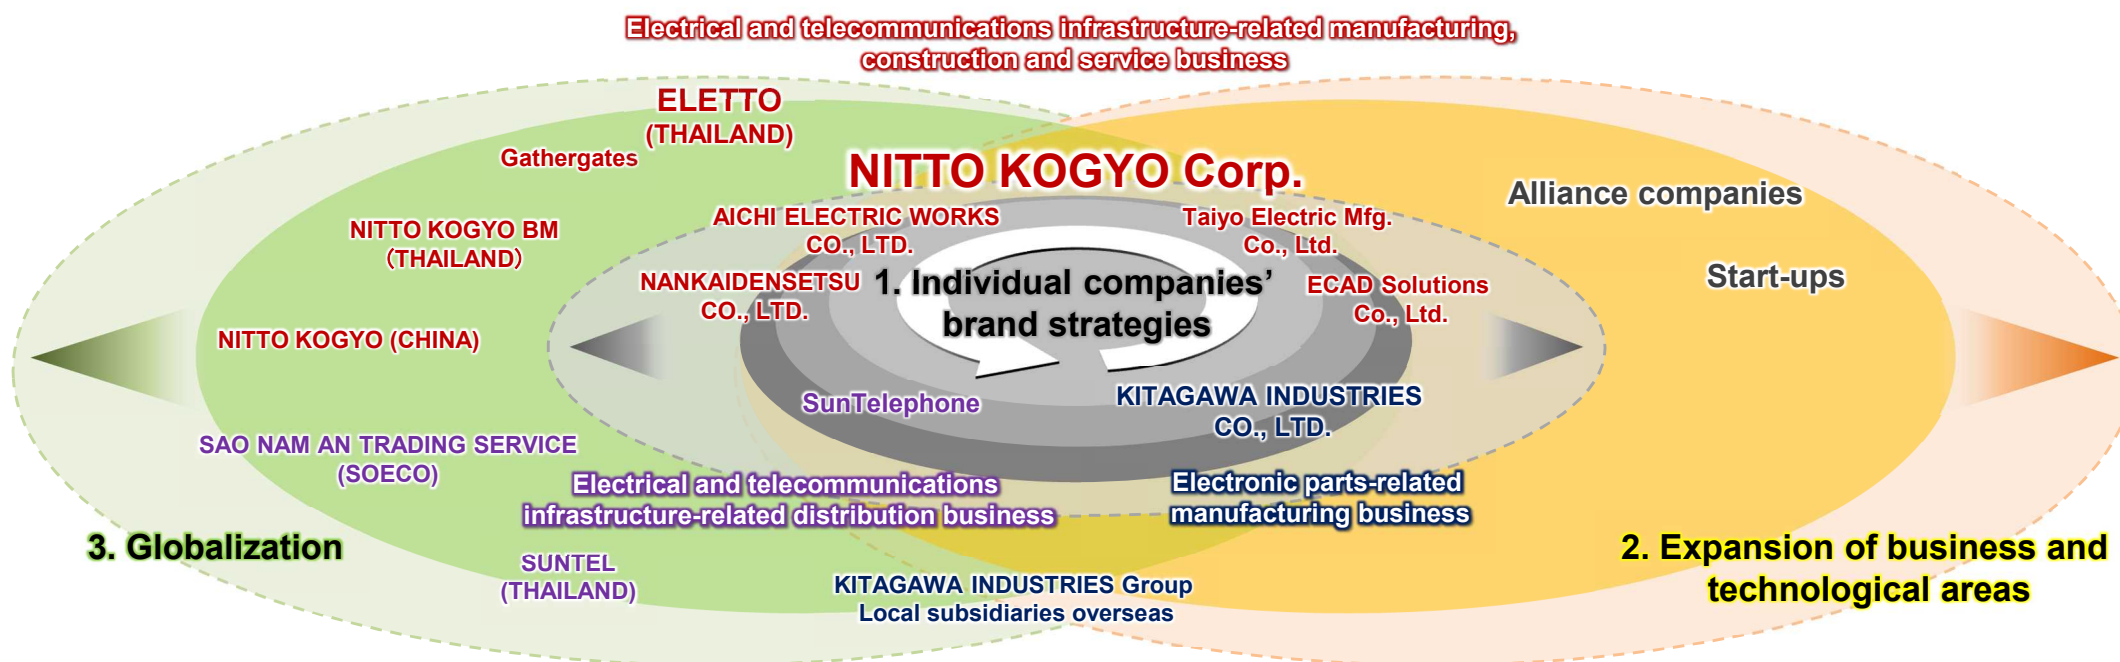 Electrical and telecommunications infrastructure-related manufacturing,
construction and service business
ELETTO
(THAILAND)
Gathergates
NITTO KOGYO Corp.
Alliance companies
AICHI ELECTRIC WORKS
CO., LTD.
Taiyo Electric Mfg.
Co., Ltd.
NITTO KOGYO BM
(THAILAND)
NANKAIDENSETSU
CO., LTD.
1. Individual companies’
brand strategies
ECAD Solutions
Co., Ltd.
Start-ups
NITTO KOGYO (CHINA)
SunTelephone
KITAGAWA INDUSTRIES
CO., LTD.
SAO NAM AN TRADING SERVICE
(SOECO)
Electrical and telecommunications
infrastructure-related distribution business
Electronic parts-related
manufacturing business
3. Globalization
2. Expansion of business and
technological areas
SUNTEL
(THAILAND)
KITAGAWA INDUSTRIES Group
Local subsidiaries overseas